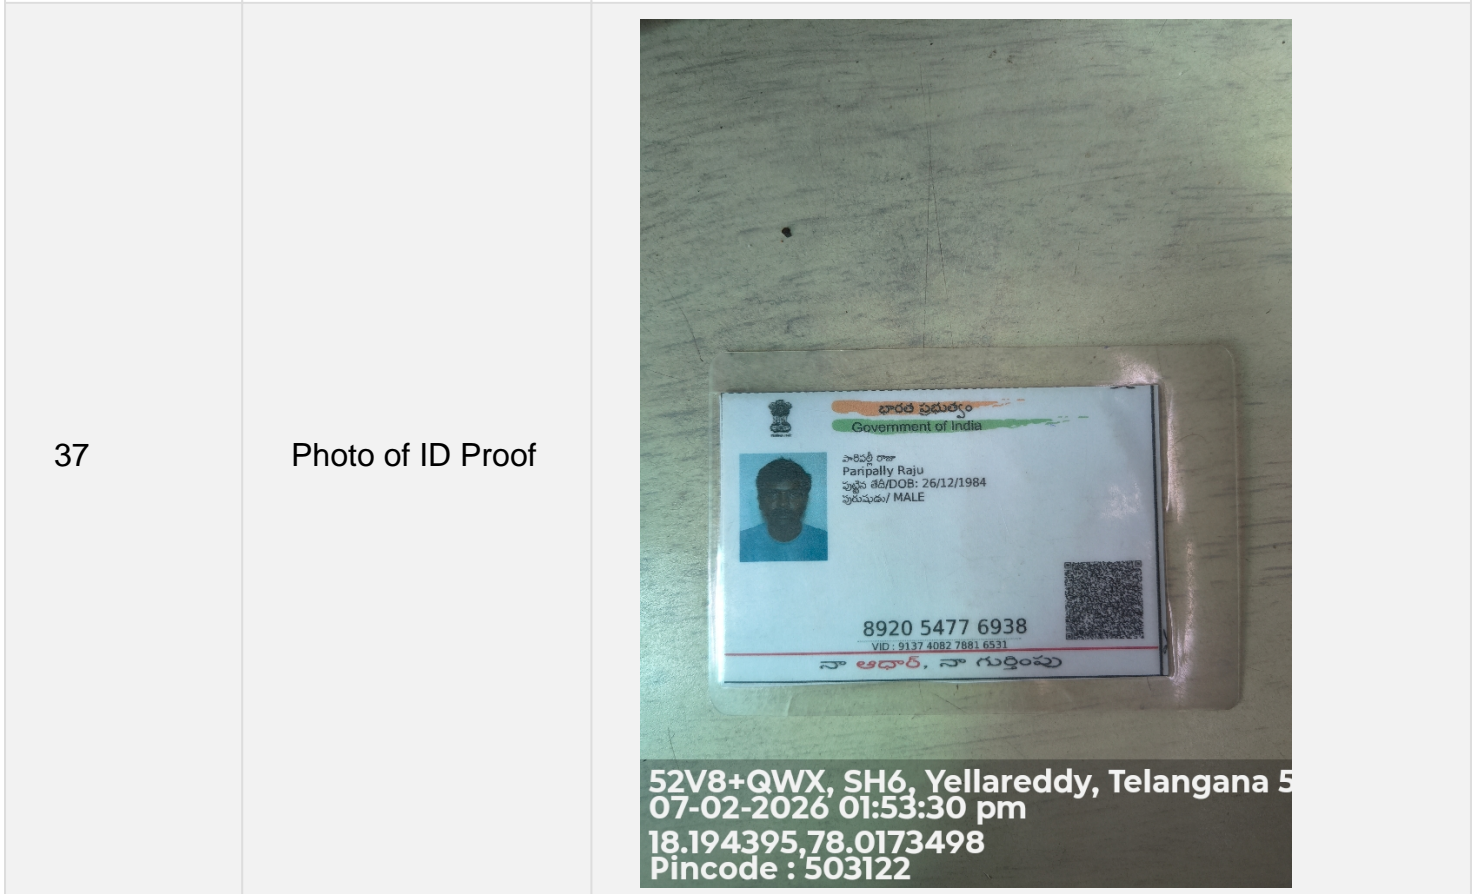 37
Photo of ID Proof
భారత ప్రభుత్వం
Government of India
పారిపల్లీ రాజు
Paripally Raju
పుట్టిన తేదీ/DOB: 26/12/1984
పురుషుడు/ MALE
8920 5477 6938
VID : 9137 4082 7881 6531
నా ఆధార్, నా గుర్తింపు
52V8+QWX, SH6, Yellareddy, Telangana 5
07-02-2026 01:53:30 pm
18.194395,78.0173498
Pincode : 503122